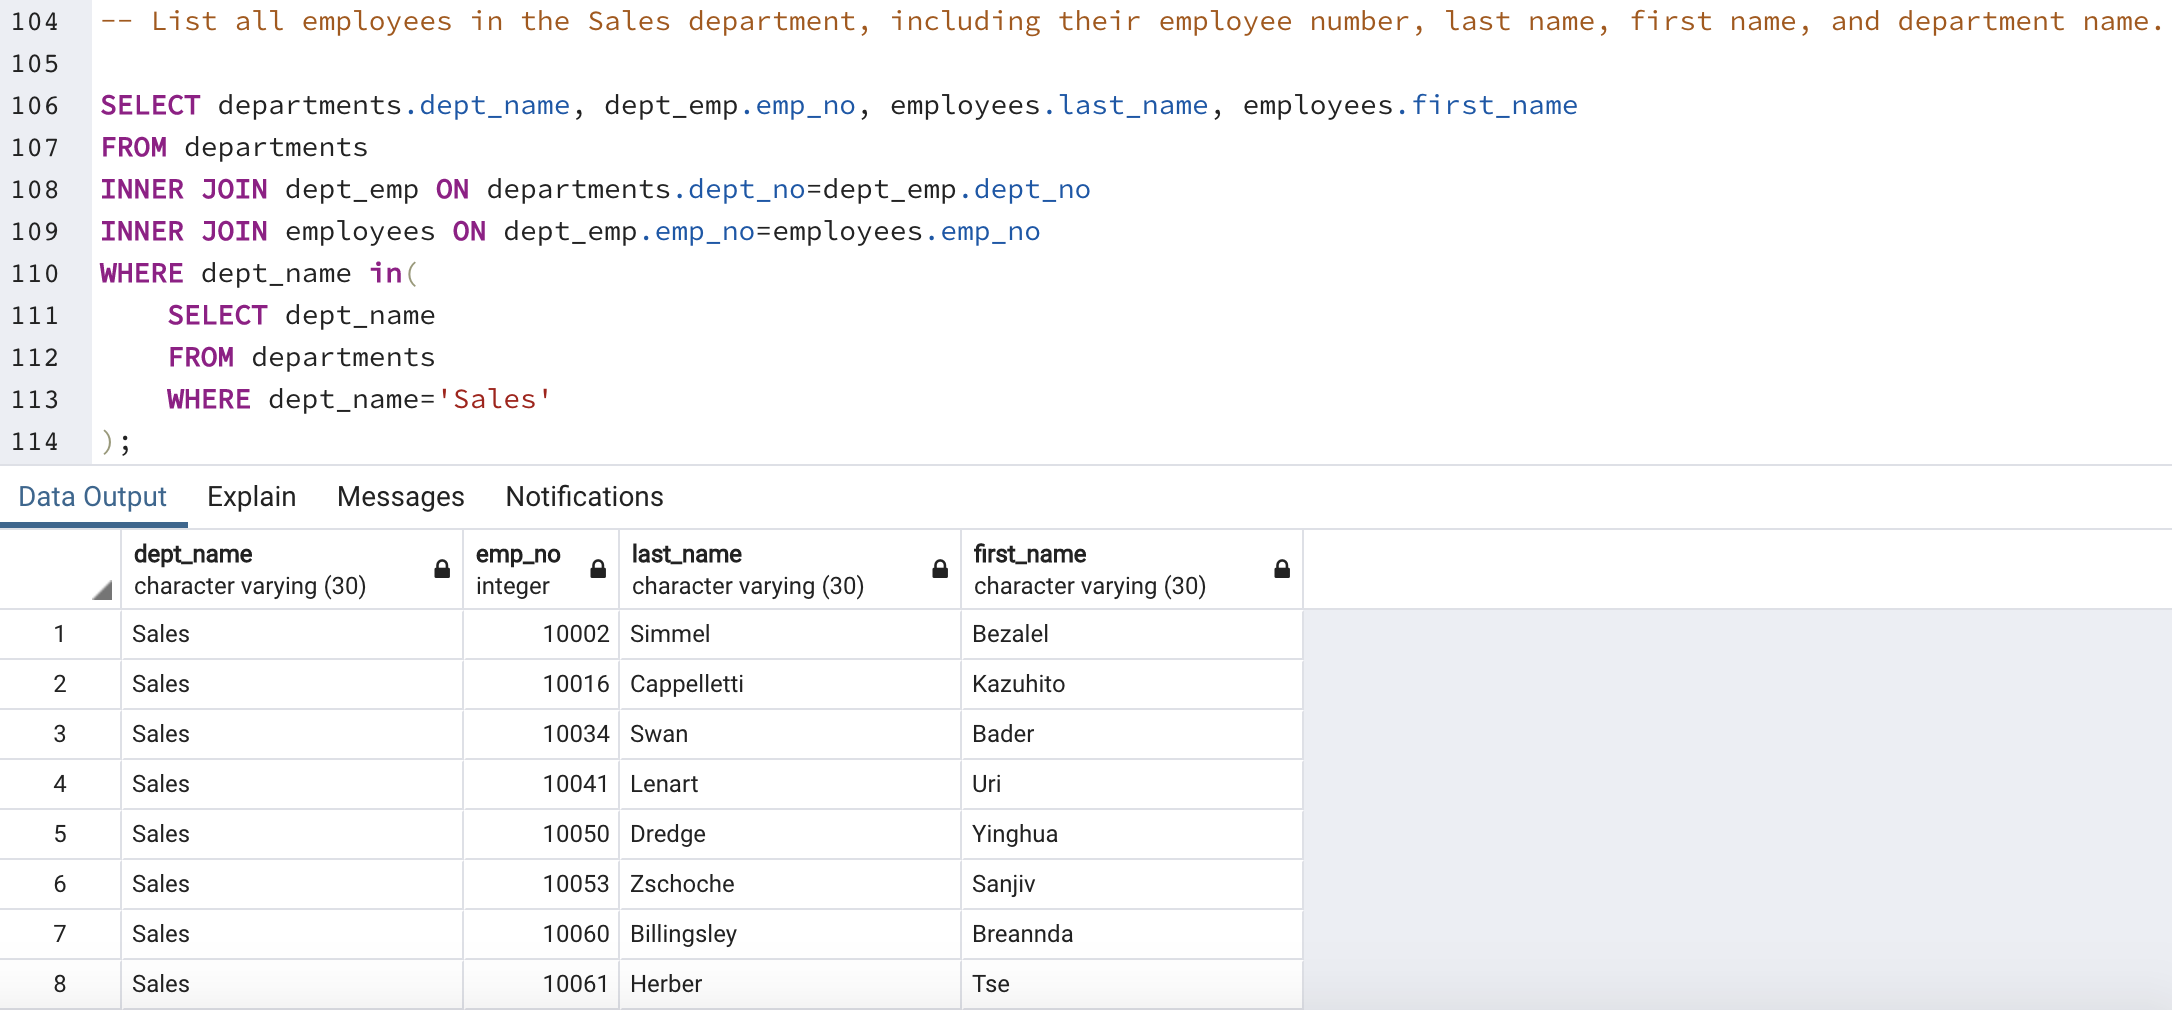 104 -- List all employees in the Sales department, including their employee number, last name, first name, and department name.
105
106 SELECT departments.dept_name, dept_emp.emp_no, employees.last_name, employees.first_name
107 FROM departments
108 INNER JOIN dept_emp ON departments.dept_no=dept_emp.dept_no
109 INNER JOIN employees ON dept_emp.emp_no=employees.emp_no
110 WHERE dept_name in(
111 SELECT dept_name
112 FROM departments
113 WHERE dept_name='Sales'
114 );
Data Output Explain Messages Notifications
dept_name emp_no last_name first_name
character varying (30) integer character varying (30) character varying (30)
1 Sales 10002 Simmel Bezalel
2 Sales 10016 Cappelletti Kazuhito
3 Sales 10034 Swan Bader
4 Sales 10041 Lenart Uri
5 Sales 10050 Dredge Yinghua
6 Sales 10053 Zschoche Sanjiv
7 Sales 10060 Billingsley Breannda
8 Sales 10061 Herber Tse